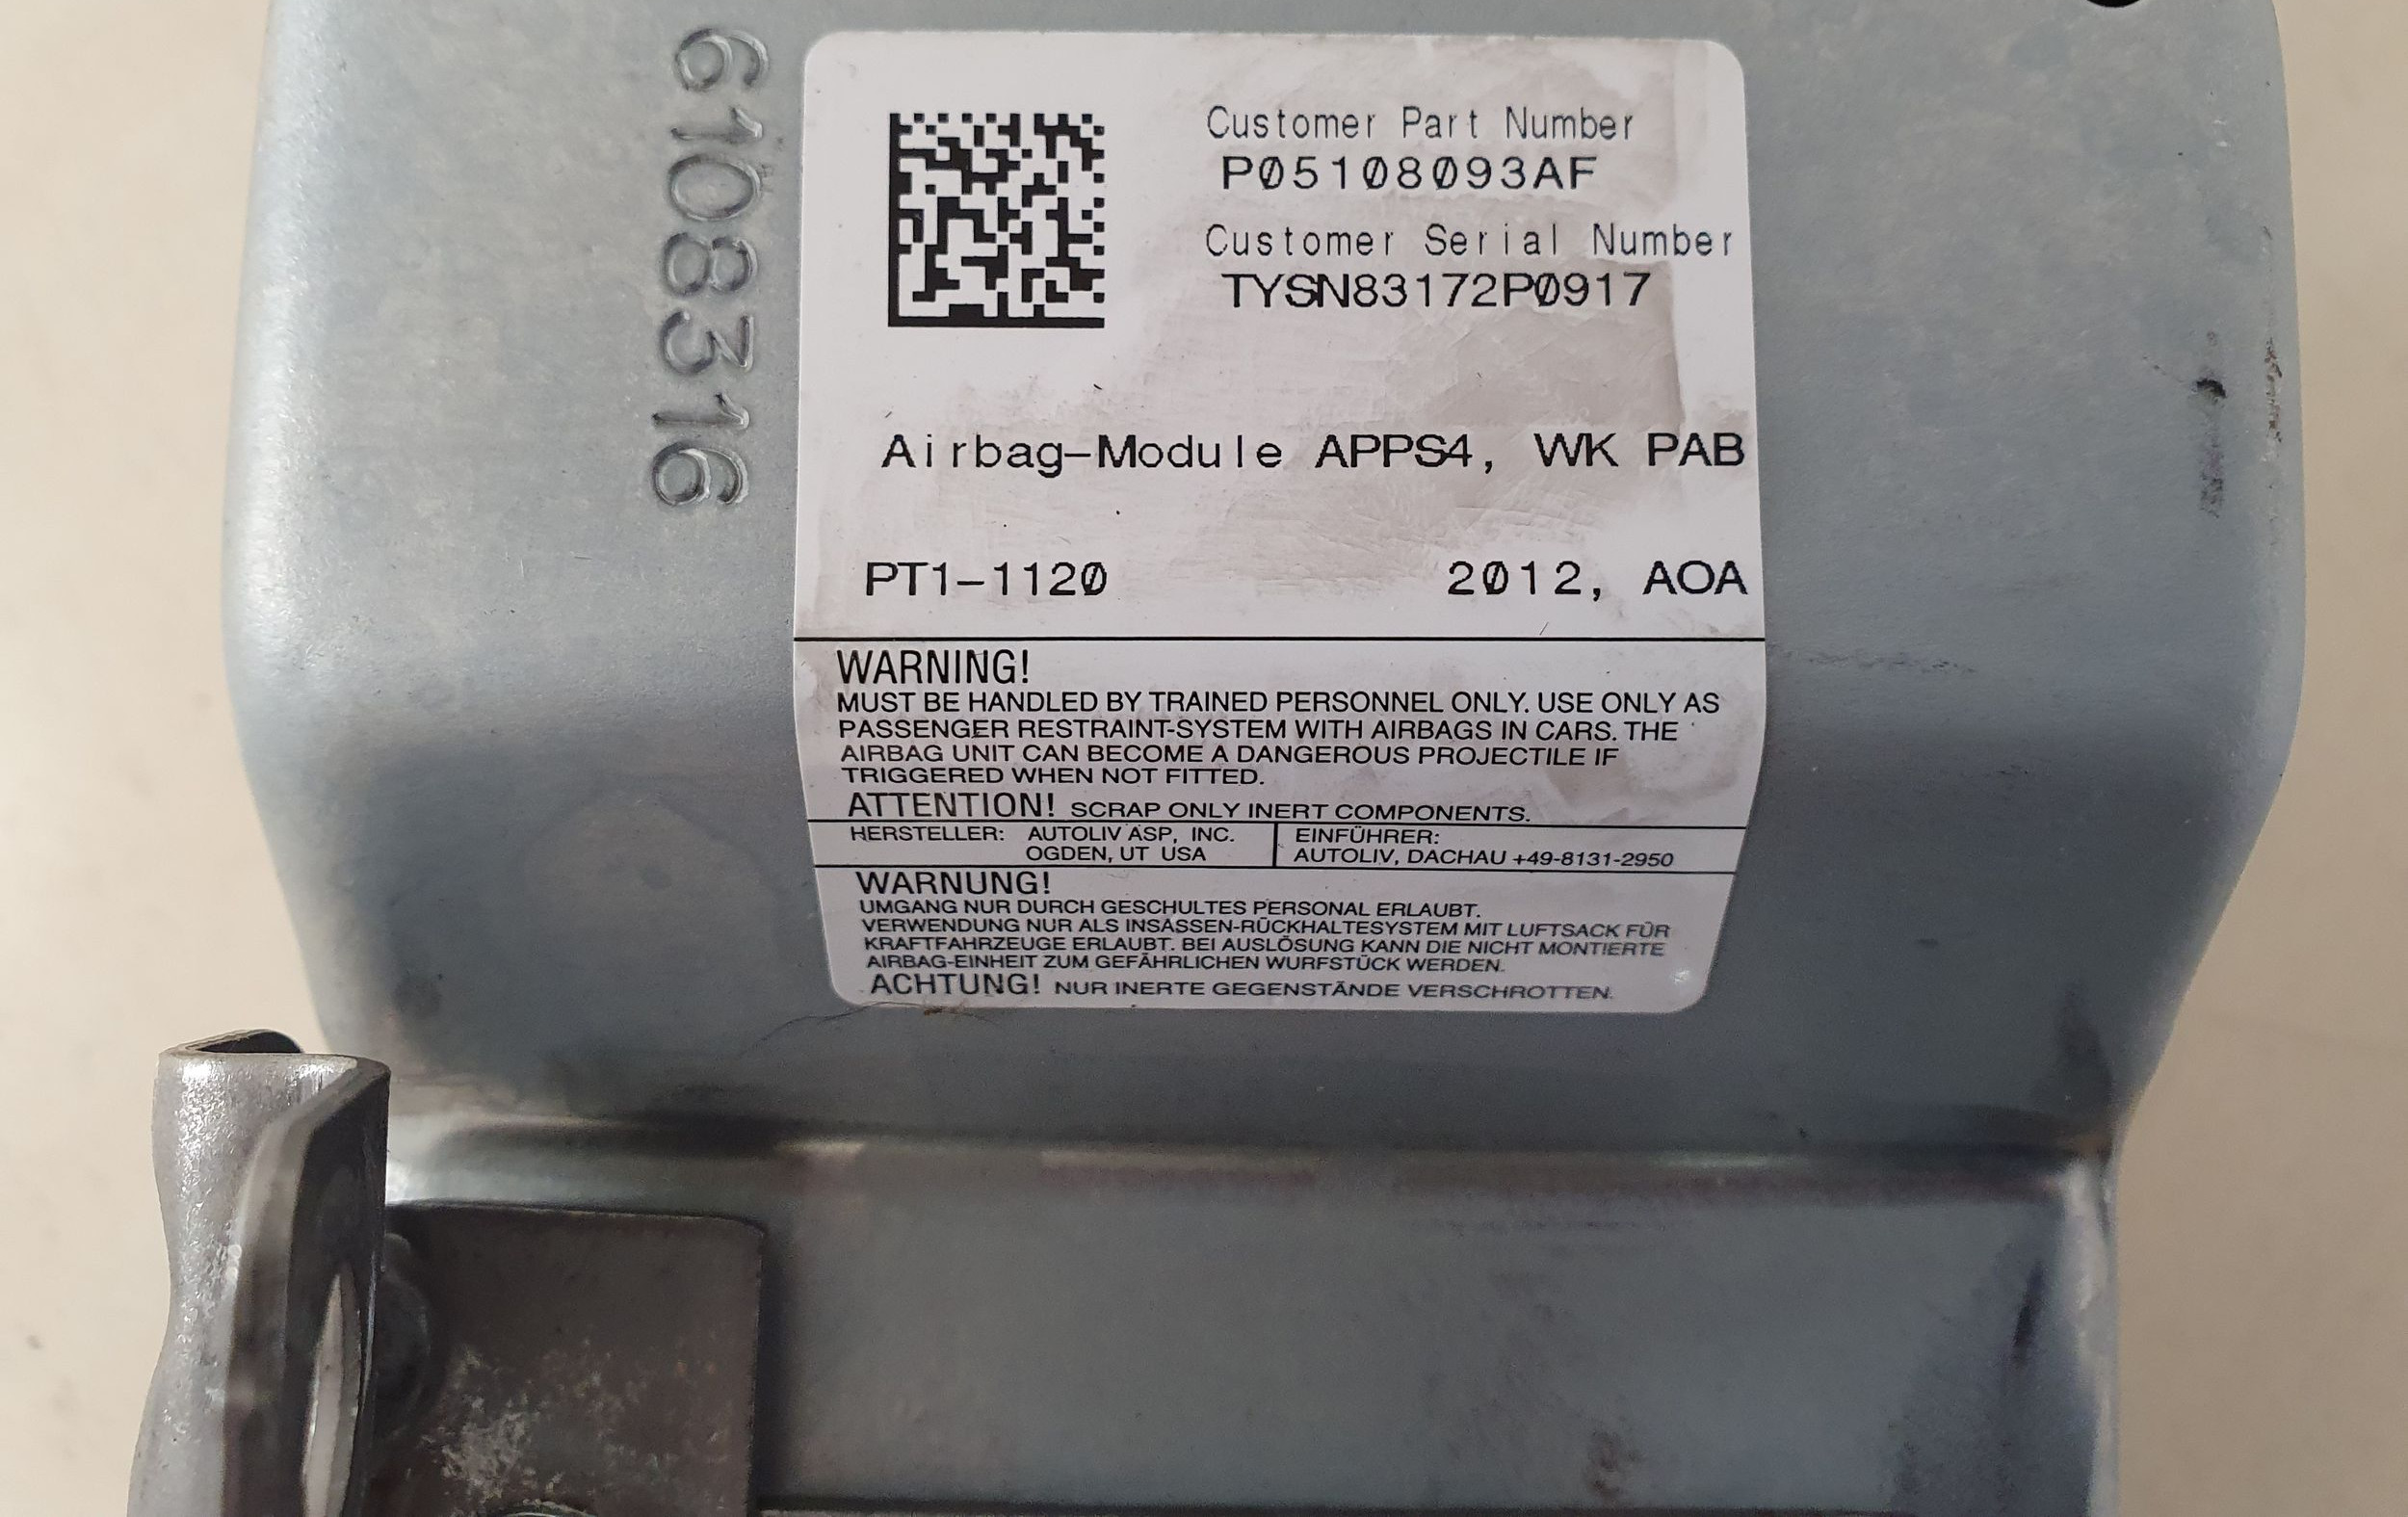 6108316
Customer Part Number
P05108093AF
Customer Serial Number
TYSN83172P0917
Airbag-Module APPS4, WK PAB
PT1-1120 2012, AOA
WARNING!
MUST BE HANDLED BY TRAINED PERSONNEL ONLY. USE ONLY AS
PASSENGER RESTRAINT-SYSTEM WITH AIRBAGS IN CARS. THE
AIRBAG UNIT CAN BECOME A DANGEROUS PROJECTILE IF
TRIGGERED WHEN NOT FITTED.
ATTENTION! SCRAP ONLY INERT COMPONENTS.
HERSTELLER: AUTOLIV ASP, INC.
OGDEN, UT USA
EINFÜHRER:
AUTOLIV, DACHAU +49-8131-2950
WARNUNG!
UMGANG NUR DURCH GESCHULTES PERSONAL ERLAUBT.
VERWENDUNG NUR ALS INSASSEN-RÜCKHALTESYSTEM MIT LUFTSACK FÜR
KRAFTFAHRZEUGE ERLAUBT. BEI AUSLÖSUNG KANN DIE NICHT MONTIERTE
AIRBAG-EINHEIT ZUM GEFÄHRLICHEN WURFSTÜCK WERDEN.
ACHTUNG! NUR INERTE GEGENSTÄNDE VERSCHROTTEN.